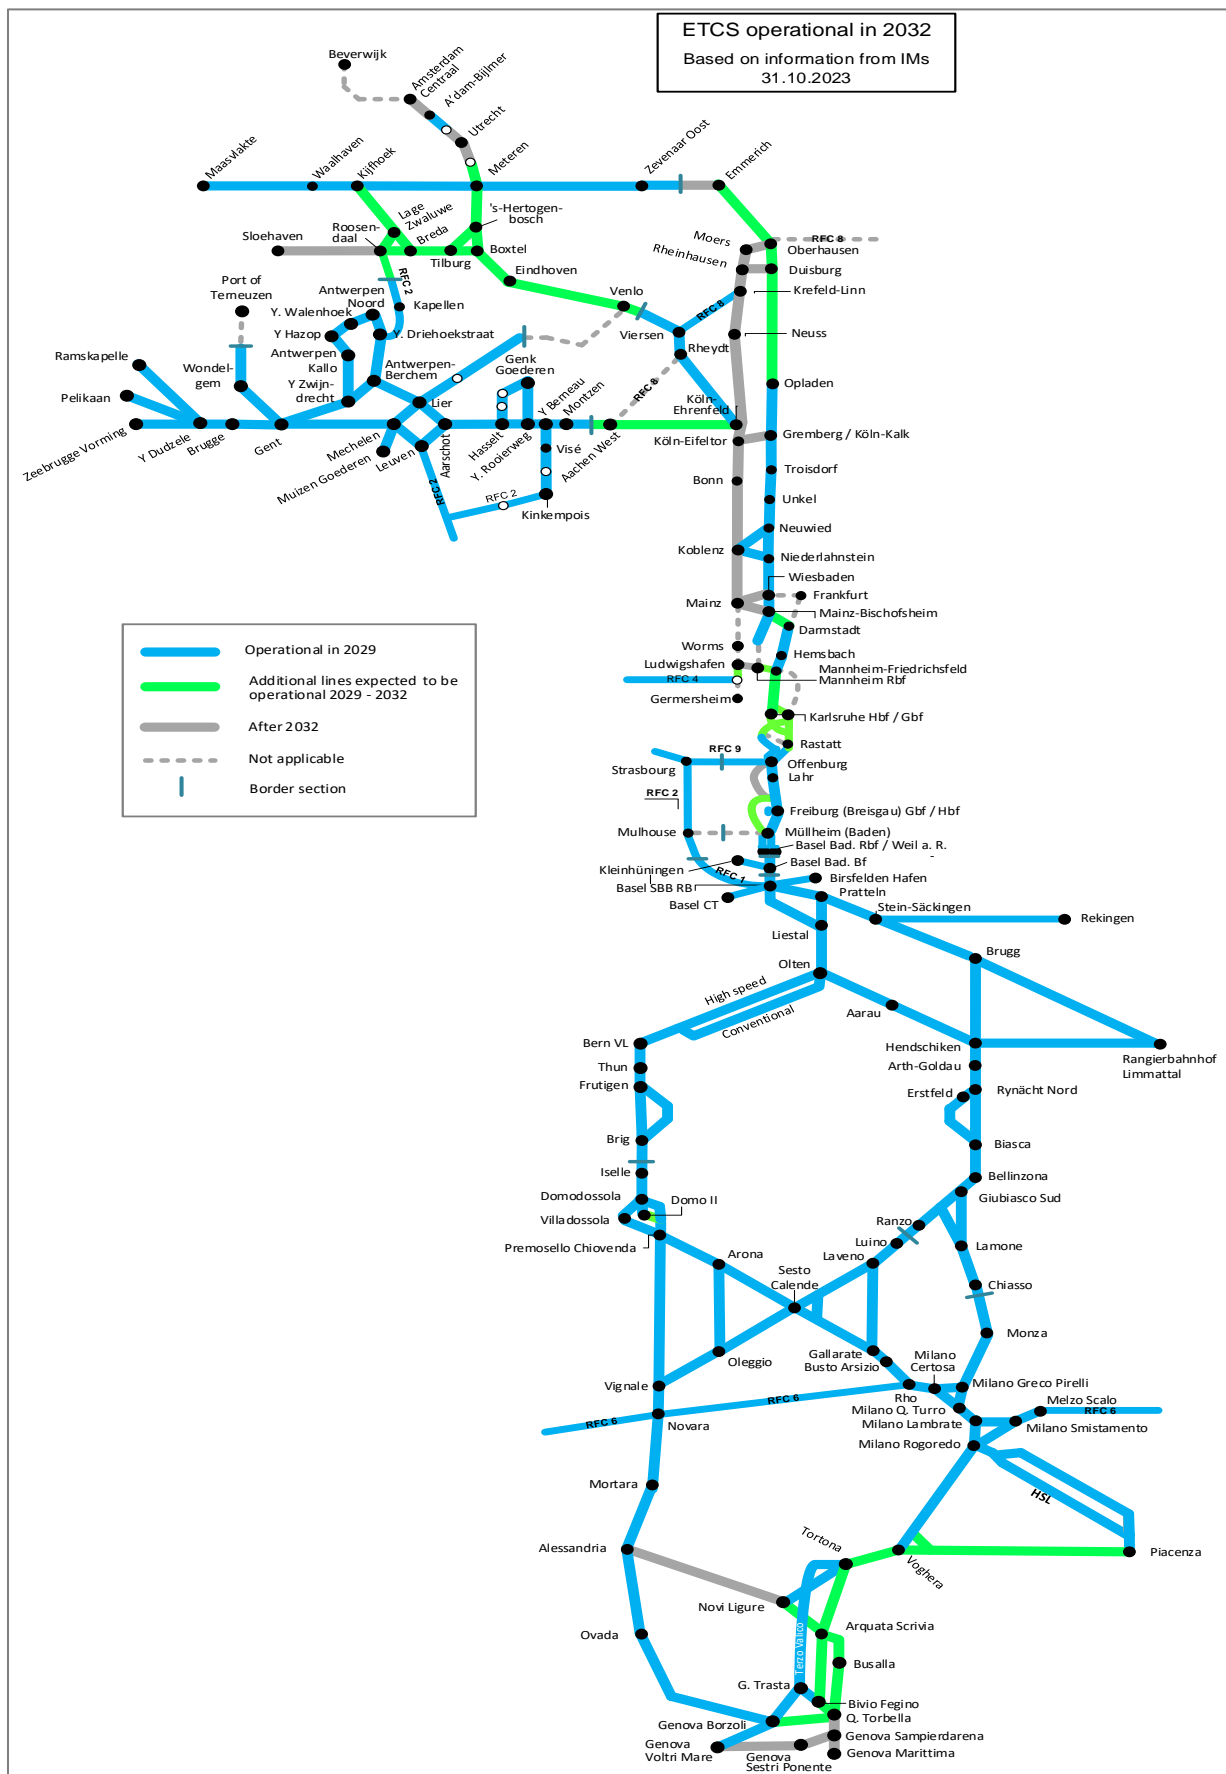 ETCS operational in 2032
Based on information from IMs
31.10.2023
Beverwijk
Amsterdam
Centraal
A'dam-Bijlmer
Utrecht
Maasvlakte
Waalhaven
Kijfhoek
Meteren
Zevenaar Oost
Emmerich
Lage
Zwaluwe
's-Hertogen-
bosch
Roosen-
daal
Sloehaven
Breda
Tilburg
Boxtel
Moers
RFC 8
Oberhausen
Rheinhausen
Duisburg
Eindhoven
RFC 2
Port of
Terneuzen
Antwerpen
Noord
Kapellen
Venlo
Krefeld-Linn
Y. Walenhoek
RFC 8
Y Hazop
Y. Driehoekstraat
Viersen
Neuss
Ramskapelle
Antwerpen
Kallo
Genk
Goederen
Rheydt
Wondel-
gem
Antwerpen-
Berchem
RFC 8
Opladen
Pelikaan
Y Zwijn-
drecht
Lier
Y Berneau
Montzen
Köln-
Ehrenfeld
Zeebrugge Vorming
Y Dudzele
Brugge
Gent
Mechelen
Muizen Goederen
Leuven
Aarschot
Hasselt
Y. Rooierweg
Visé
Aachen West
Köln-Eifeltor
Gremberg / Köln-Kalk
RFC 2
RFC 2
Kinkempois
Troisdorf
Bonn
Unkel
Neuwied
Koblenz
Niederlahnstein
Wiesbaden
Mainz
Frankfurt
Mainz-Bischofsheim
Darmstadt
Worms
Hemsbach
Ludwigshafen
Mannheim-Friedrichsfeld
RFC 4
Mannheim Rbf
Germersheim
Karlsruhe Hbf / Gbf
Operational in 2029
Additional lines expected to be
operational 2029 - 2032
After 2032
Not applicable
Border section
Rastatt
RFC 9
Strasbourg
Offenburg
Lahr
RFC 2
Freiburg (Breisgau) Gbf / Hbf
Mulhouse
Müllheim (Baden)
Basel Bad. Rbf / Weil a. R.
Basel Bad. Bf
Kleinhüningen
RFC 1
Birsfelden Hafen
Basel SBB RB
Pratteln
Basel CT
Stein-Säckingen
Rekingen
Liestal
Brugg
Olten
High speed
Conventional
Aarau
Bern VL
Hendschiken
Rangierbahnhof
Limmattal
Thun
Arth-Goldau
Frutigen
Erstfeld
Rynächt Nord
Brig
Biasca
Iselle
Bellinzona
Domodossola
Domo II
Giubiasco Sud
Villadossola
Ranzo
Premosello Chiovenda
Luino
Lamone
Arona
Laveno
Sesto
Calende
Chiasso
Monza
Oleggio
Gallarate
Busto Arsizio
Milano
Certosa
Vignale
Rho
Milano Greco Pirelli
RFC 6
RFC 6
Milano Q. Turro
Melzo Scalo
RFC 6
Novara
Milano Lambrate
Milano Smistamento
Milano Rogoredo
Mortara
HSL
Alessandria
Tortona
Voghera
Piacenza
Novi Ligure
Ovada
Terzo Valico
Arquata Scrivia
Busalla
G. Trasta
Bivio Fegino
Genova Borzoli
Q. Torbella
Genova
Voltri Mare
Genova
Sestri Ponente
Genova Sampierdarena
Genova Marittima